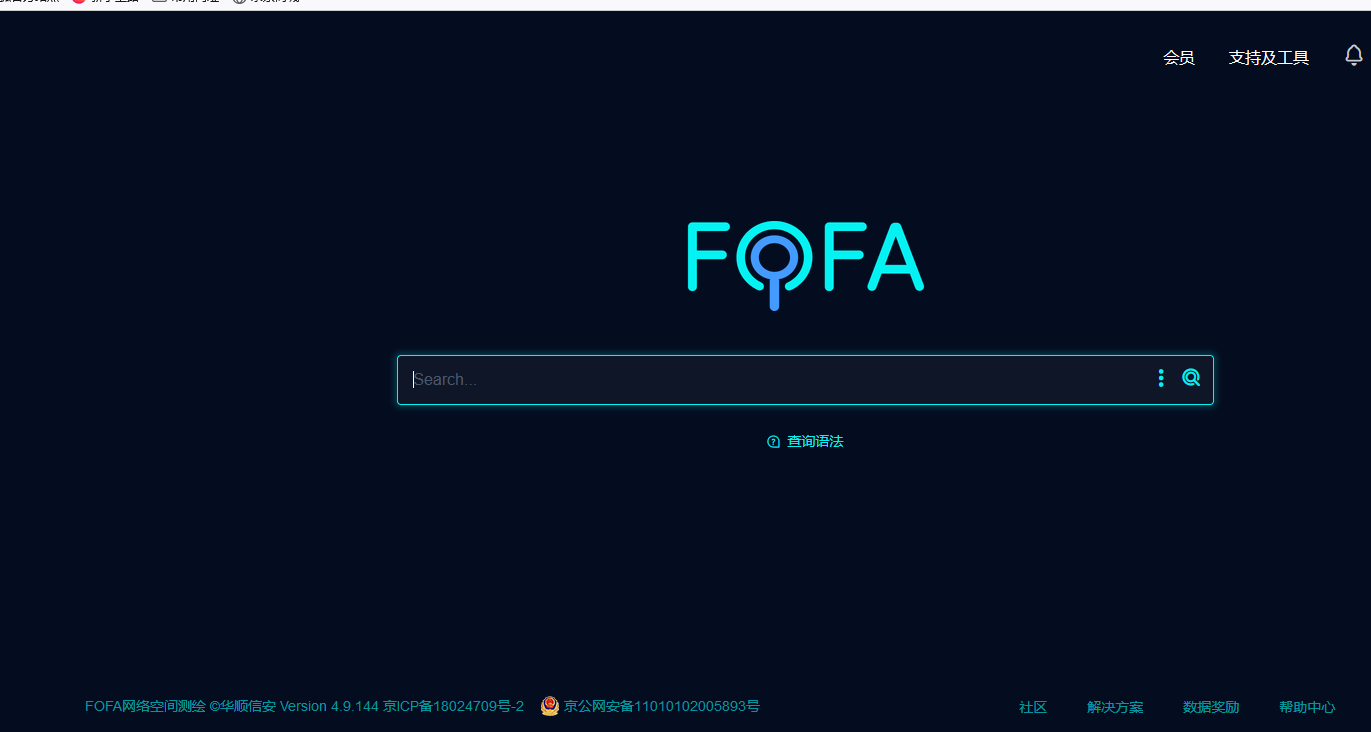 会员 支持及工具
FOFA
Search...
查询语法
FOFA网络空间测绘 ©华顺信安 Version 4.9.144 京ICP备18024709号-2 京公网安备11010102005893号
社区 解决方案 数据奖励 帮助中心